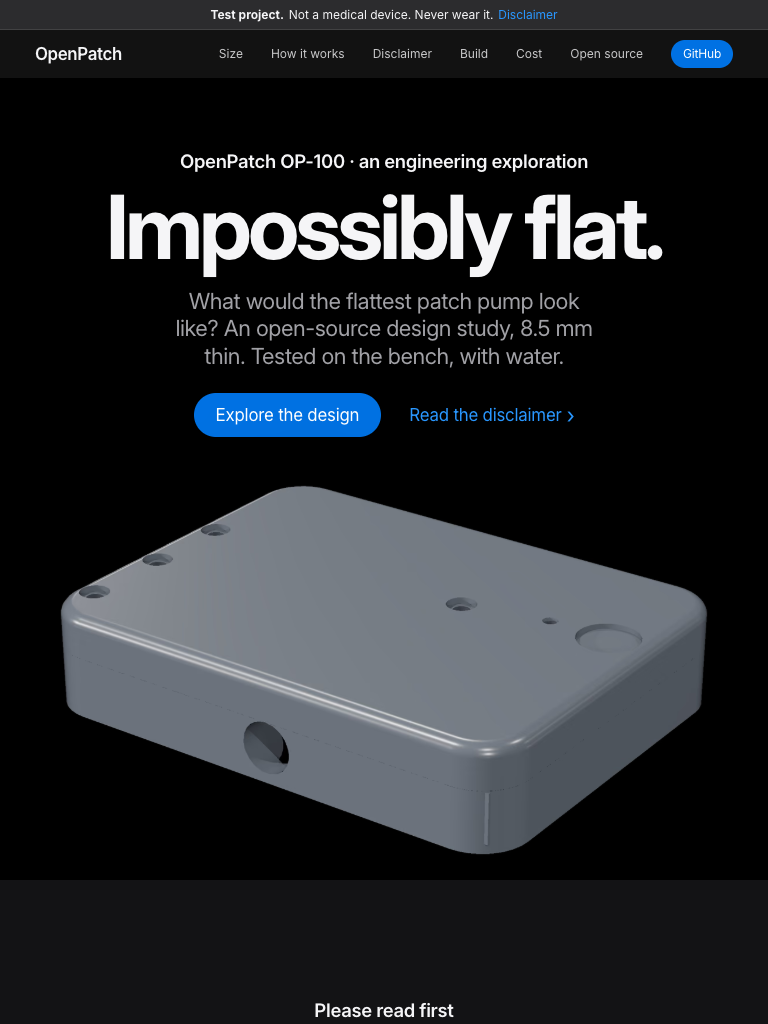 Test project. Not a medical device. Never wear it. Disclaimer
OpenPatch Size How it works Disclaimer Build Cost Open source GitHub
OpenPatch OP-100 · an engineering exploration
Impossibly flat.
What would the flattest patch pump look
like? An open-source design study, 8.5 mm
thin. Tested on the bench, with water.
Explore the design Read the disclaimer ›
Please read first